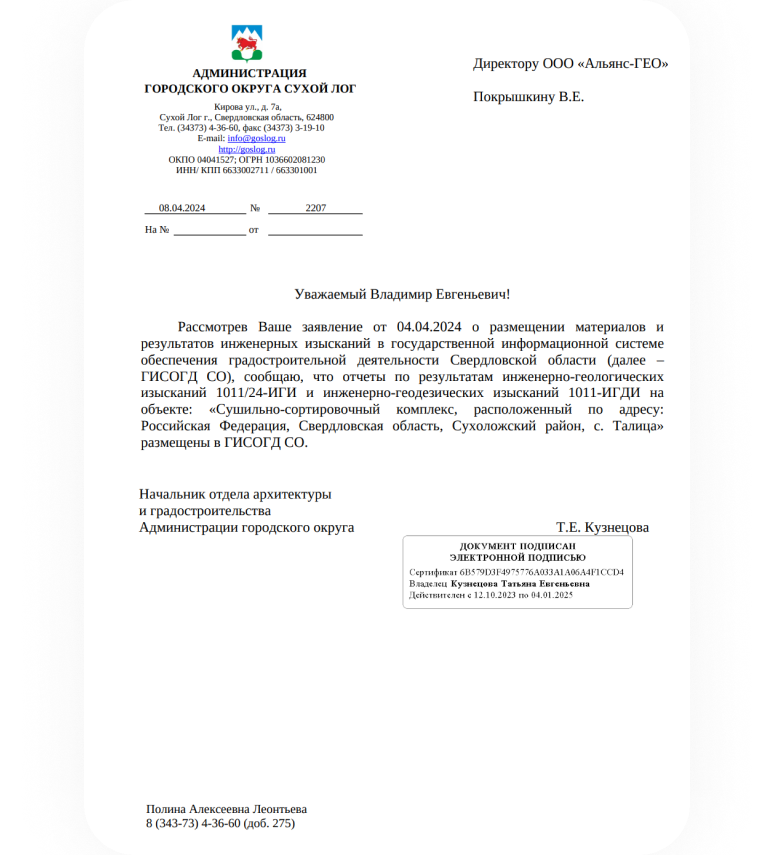 АДМИНИСТРАЦИЯ
ГОРОДСКОГО ОКРУГА СУХОЙ ЛОГ
Кирова ул., д. 7а,
Сухой Лог г., Свердловская область, 624800
Тел. (34373) 4-36-60, факс (34373) 3-19-10
E-mail: info@goslog.ru
http://goslog.ru
ОКПО 04041527; ОГРН 1036602081230
ИНН/ КПП 6633002711 / 663301001
08.04.2024 № 2207
На № от
Директору ООО «Альянс-ГЕО»
Покрышкину В.Е.
Уважаемый Владимир Евгеньевич!
Рассмотрев Ваше заявление от 04.04.2024 о размещении материалов и
результатов инженерных изысканий в государственной информационной системе
обеспечения градостроительной деятельности Свердловской области (далее –
ГИСОГД СО), сообщаю, что отчеты по результатам инженерно-геологических
изысканий 1011/24-ИГИ и инженерно-геодезических изысканий 1011-ИГДИ на
объекте: «Сушильно-сортировочный комплекс, расположенный по адресу:
Российская Федерация, Свердловская область, Сухоложский район, с. Талица»
размещены в ГИСОГД СО.
Начальник отдела архитектуры
и градостроительства
Администрации городского округа Т.Е. Кузнецова
ДОКУМЕНТ ПОДПИСАН
ЭЛЕКТРОННОЙ ПОДПИСЬЮ
Сертификат 6B579D3F4975776A033A1A06A4F1CCD4
Владелец Кузнецова Татьяна Евгеньевна
Действителен с 12.10.2023 по 04.01.2025
Полина Алексеевна Леонтьева
8 (343-73) 4-36-60 (доб. 275)